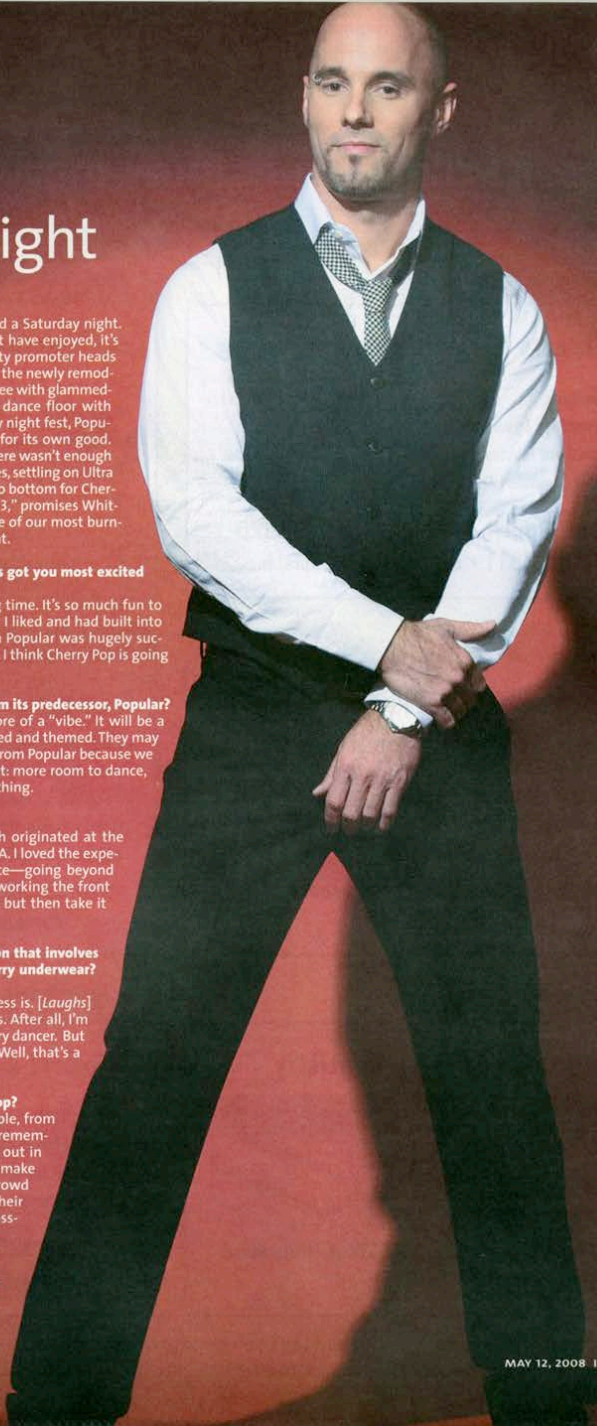 ight
d a Saturday night.
t have enjoyed, it's
ty promoter heads
the newly remod-
ee with glammed-
dance floor with
y night fest, Popu-
for its own good.
ere wasn't enough
es, settling on Ultra
o bottom for Cher-
3," promises Whit-
e of our most burn-
t.
s got you most excited
g time. It's so much fun to
I liked and had built into
n Popular was hugely suc-
. I think Cherry Pop is going
m its predecessor, Popular?
ore of a "vibe." It will be a
ed and themed. They may
from Popular because we
t: more room to dance,
thing.
h originated at the
A. I loved the expe-
te—going beyond
working the front
but then take it
on that involves
rry underwear?
ess is. [Laughs]
s. After all, I'm
ry dancer. But
Well, that's a
op?
ple, from
remem-
out in
make
rowd
heir
ss-
MAY 12, 2008 I